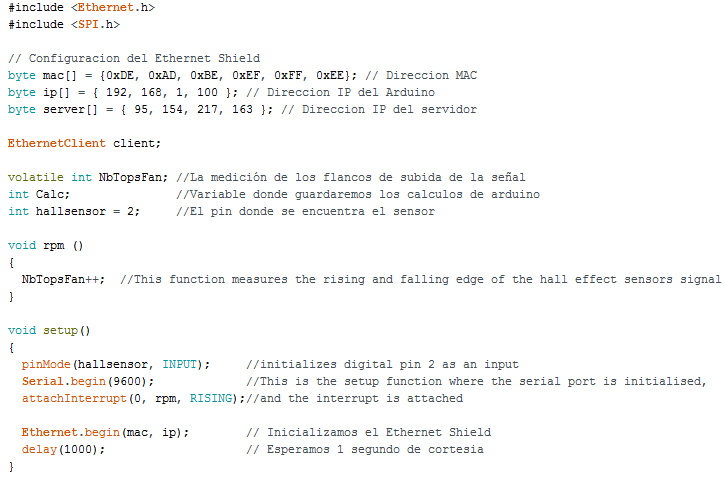 #include <Ethernet.h>
#include <SPI.h>
// Configuracion del Ethernet Shield
byte mac[] = {0xDE, 0xAD, 0xBE, 0xEF, 0xFF, 0xEE}; // Direccion MAC
byte ip[] = { 192, 168, 1, 100 }; // Direccion IP del Arduino
byte server[] = { 95, 154, 217, 163 }; // Direccion IP del servidor
EthernetClient client;
volatile int NbTopsFan; //La medición de los flancos de subida de la señal
int Calc;               //Variable donde guardaremos los calculos de arduino
int hallsensor = 2;     //El pin donde se encuentra el sensor
void rpm ()
{
  NbTopsFan++;  //This function measures the rising and falling edge of the hall effect sensors signal
}
void setup()
{
  pinMode(hallsensor, INPUT);     //initializes digital pin 2 as an input
  Serial.begin(9600);             //This is the setup function where the serial port is initialised,
  attachInterrupt(0, rpm, RISING);//and the interrupt is attached
  Ethernet.begin(mac, ip);        // Inicializamos el Ethernet Shield
  delay(1000);                    // Esperamos 1 segundo de cortesia
}